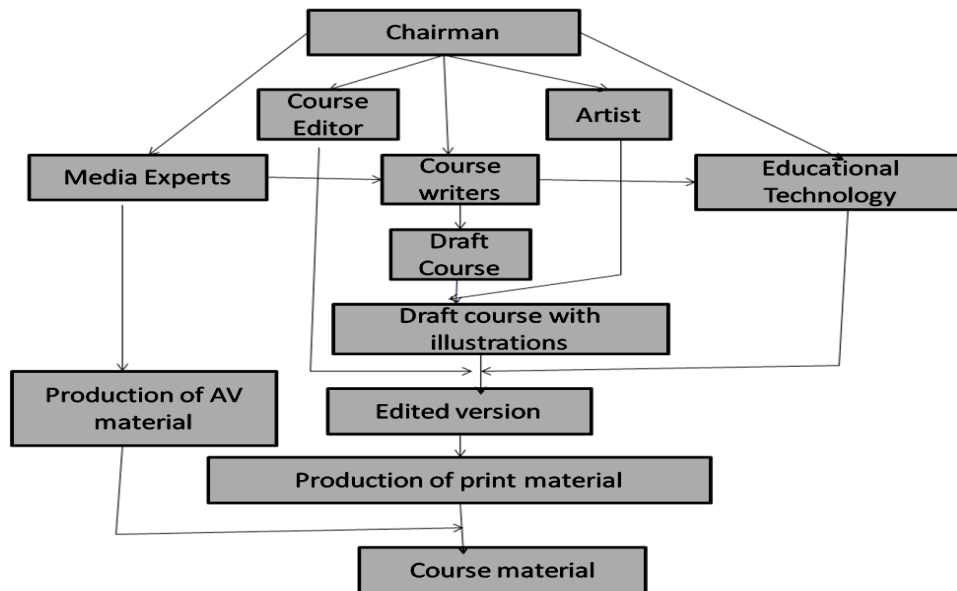 Chairman
Course
Editor
Artist
Media Experts
Course
writers
Educational
Technology
Draft
Course
Draft course with
illustrations
Production of AV
material
Edited version
Production of print material
Course material